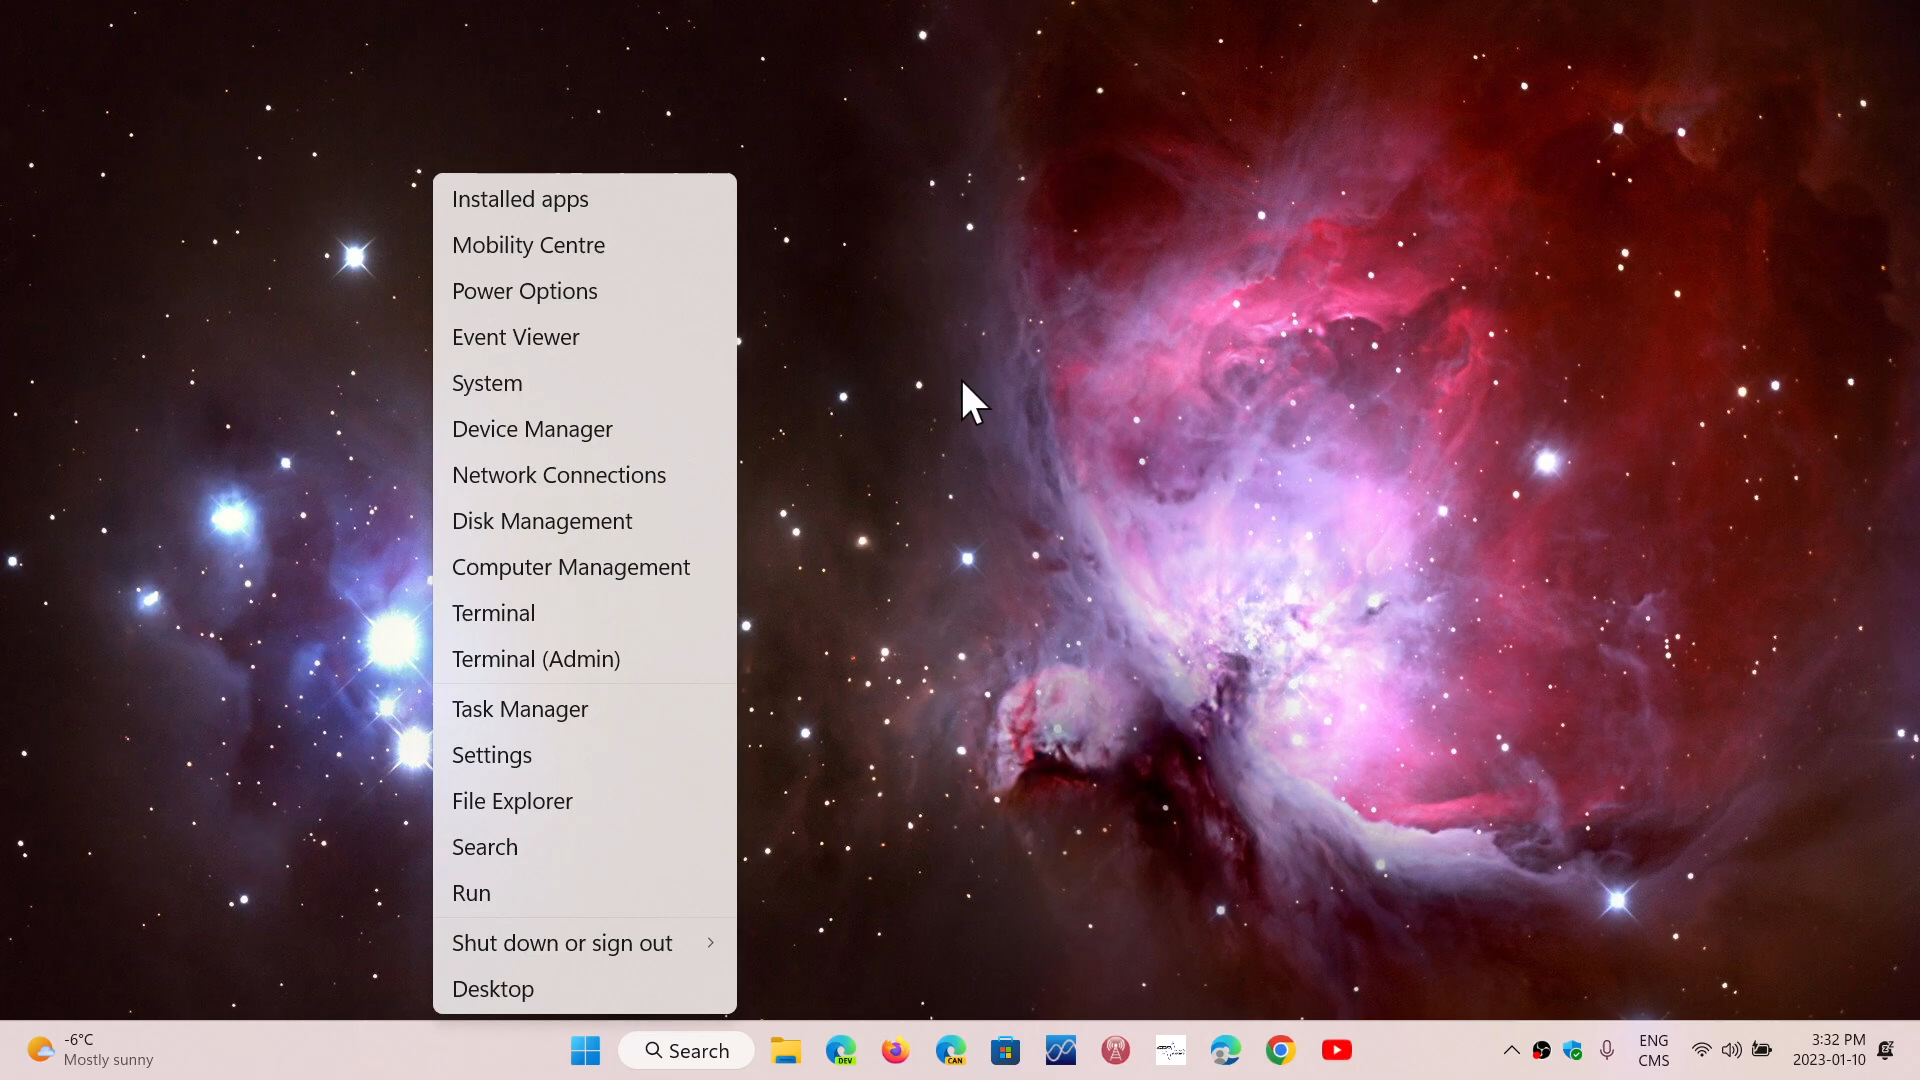 Installed apps
Mobility Centre
Power Options
Event Viewer
System
Device Manager
Network Connections
Disk Management
Computer Management
Terminal
Terminal (Admin)
Task Manager
Settings
File Explorer
Search
Run
Shut down or sign out
Desktop
-6°C
Mostly sunny
Search
DEV
CAN
ENG
CMS
3:32 PM
2023-01-10